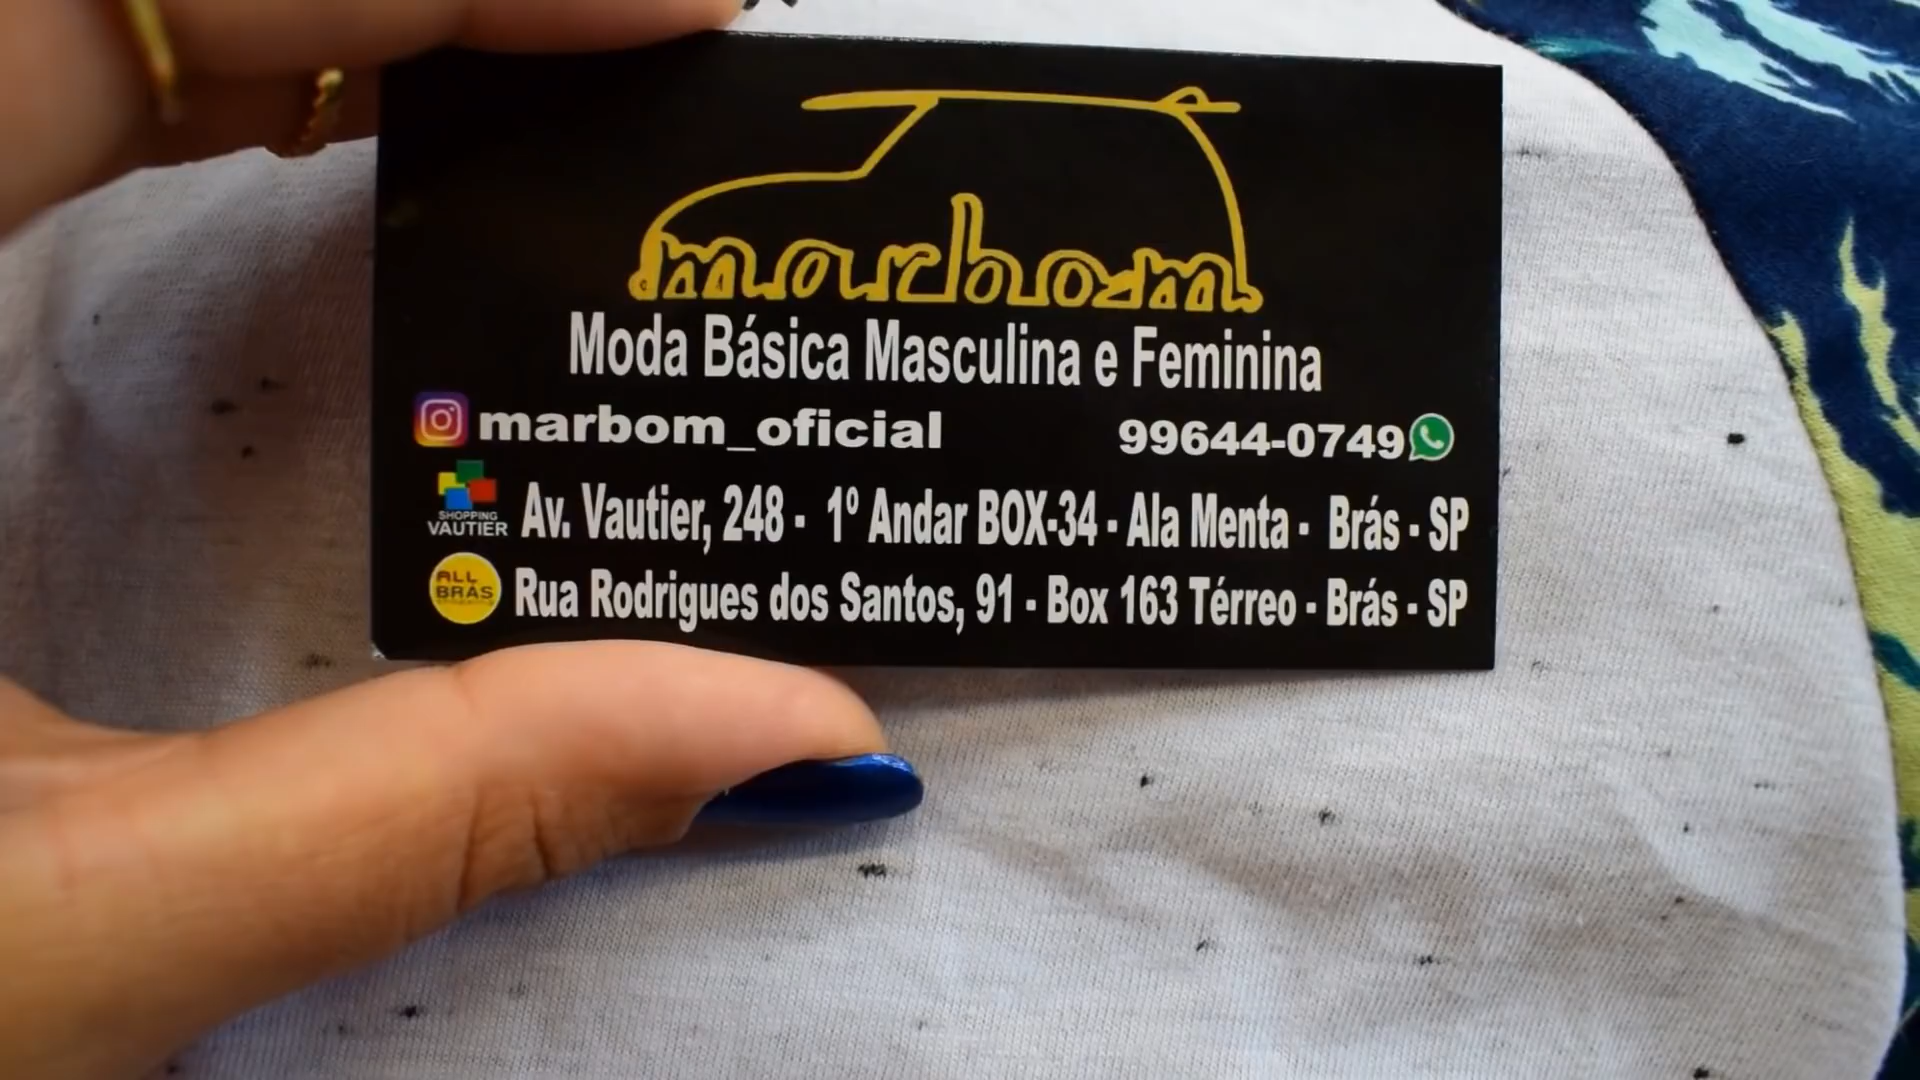 marbom
Moda Básica Masculina e Feminina
marbom_oficial 99644-0749
SHOPPING
VAUTIER
Av. Vautier, 248 - 1º Andar BOX-34 - Ala Menta - Brás - SP
ALL
BRÁS
Rua Rodrigues dos Santos, 91 - Box 163 Térreo - Brás - SP